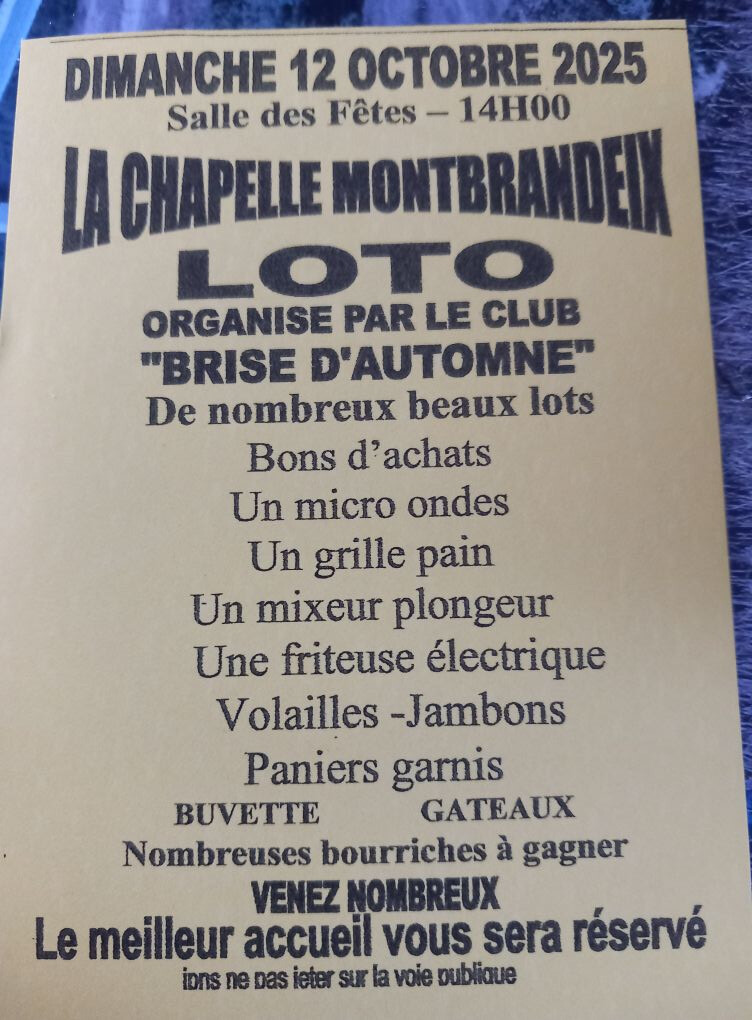 DIMANCHE 12 OCTOBRE 2025
Salle des Fêtes – 14H00
LA CHAPELLE MONTBRANDEIX
LOTO
ORGANISE PAR LE CLUB
"BRISE D'AUTOMNE"
De nombreux beaux lots
Bons d'achats
Un micro ondes
Un grille pain
Un mixeur plongeur
Une friteuse électrique
Volailles -Jambons
Paniers garnis
BUVETTE GATEAUX
Nombreuses bourriches à gagner
VENEZ NOMBREUX
Le meilleur accueil vous sera réservé
ne pas jeter sur la voie publique